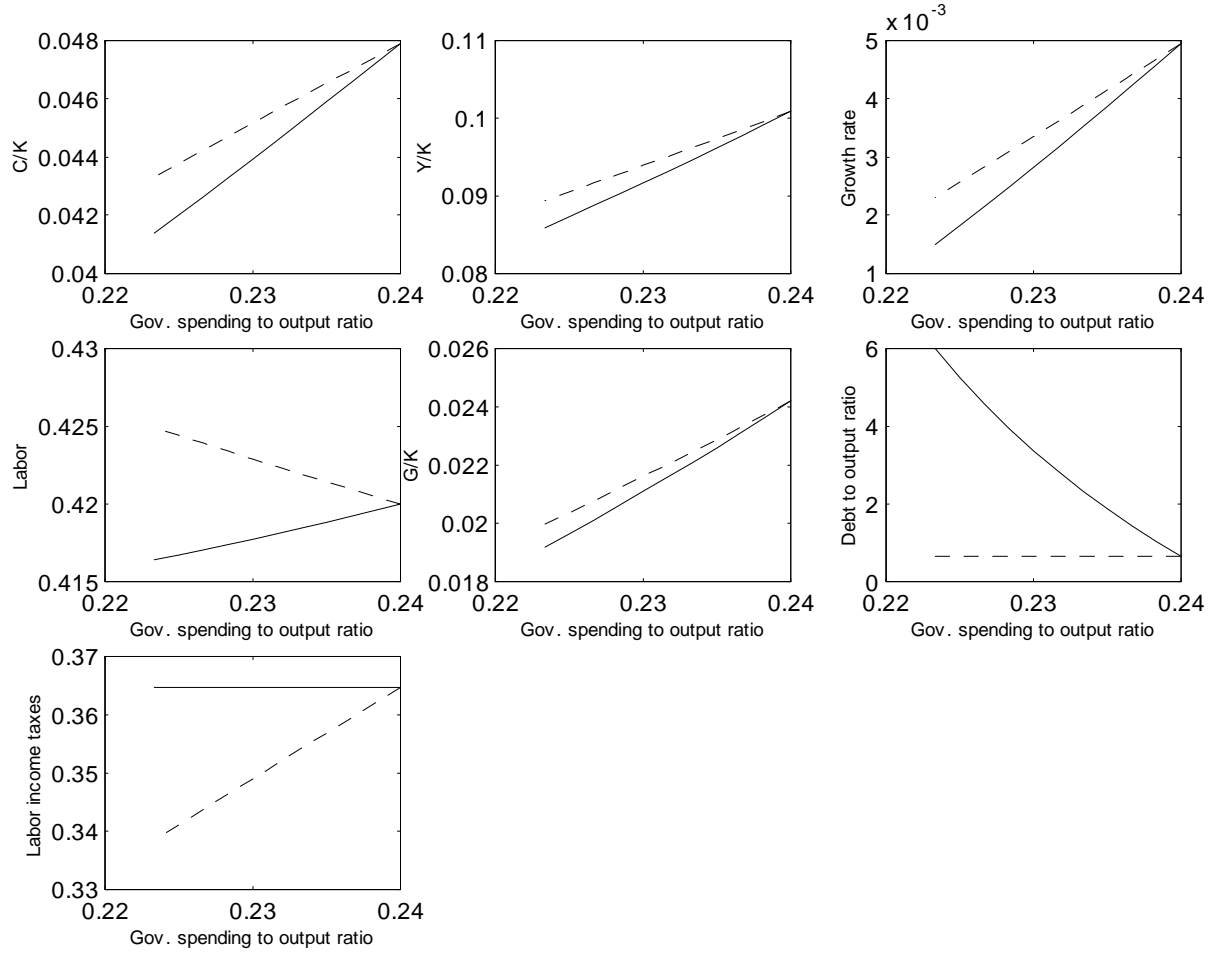 x 10^-3
0.048
0.046
0.044
0.042
0.04
C/K
0.22 0.23 0.24
Gov. spending to output ratio
0.11
0.1
0.09
0.08
Y/K
0.22 0.23 0.24
Gov. spending to output ratio
5
4
3
2
1
Growth rate
0.22 0.23 0.24
Gov. spending to output ratio
0.43
0.425
0.42
0.415
Labor
0.22 0.23 0.24
Gov. spending to output ratio
0.026
0.024
0.022
0.02
0.018
G/K
0.22 0.23 0.24
Gov. spending to output ratio
6
4
2
0
Debt to output ratio
0.22 0.23 0.24
Gov. spending to output ratio
0.37
0.36
0.35
0.34
0.33
Labor income taxes
0.22 0.23 0.24
Gov. spending to output ratio